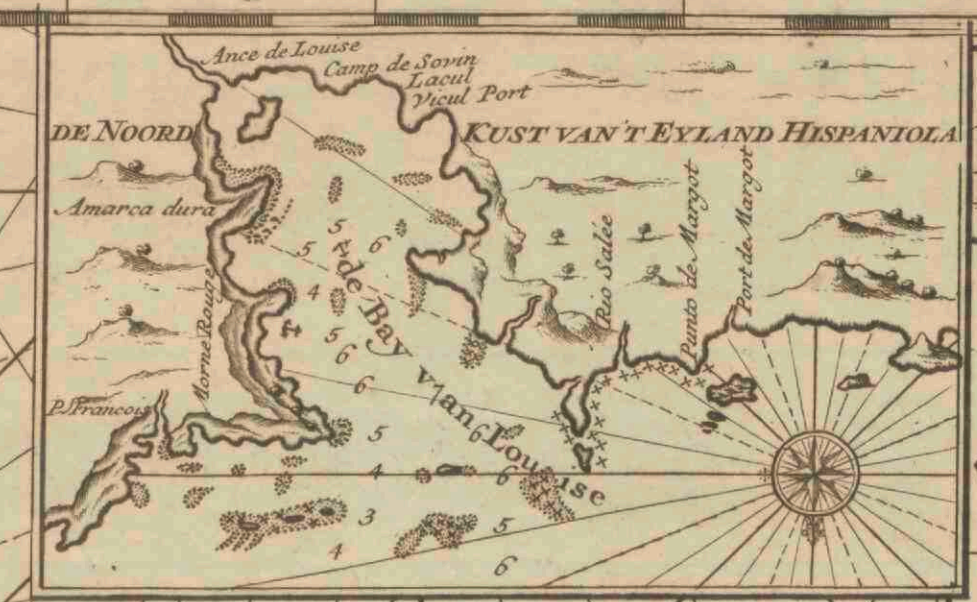 Ance de Louise
Camp de Sovin
Lacul
Vicul Port
DE NOORD KUST VAN'T EYLAND HISPANIOLA
Amarca dura
Morne Rouge
P. Francois
de Bay van Louise
Rio Salée
Punto de Margot
Port de Margot
5
6
5
4
5
6
6
5
6
4
6
3
5
4
6